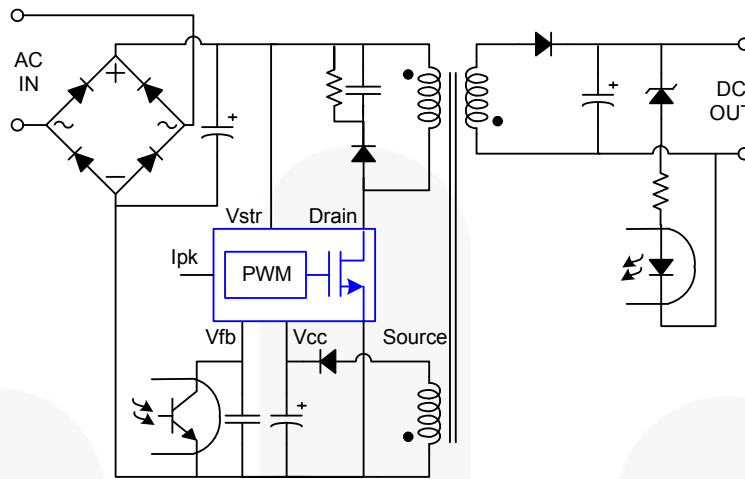 AC
IN
+
~
~
−
+
+
DC
OUT
Vstr
Drain
Ipk
PWM
Vfb
Vcc
Source
+